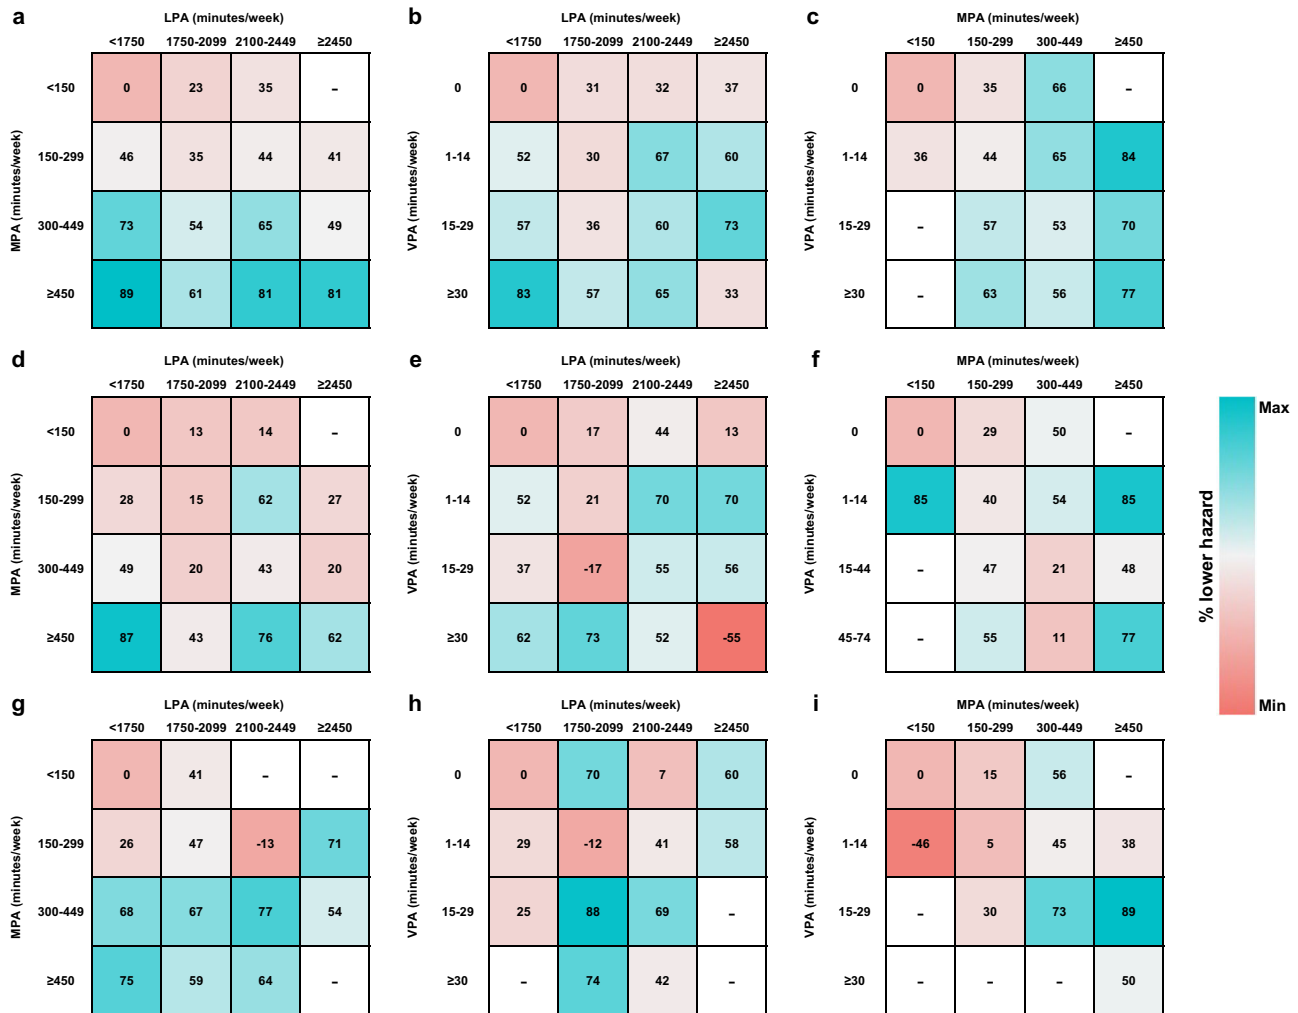 a LPA (minutes/week) b LPA (minutes/week) c MPA (minutes/week)
<1750 1750-2099 2100-2449 ≥2450 <1750 1750-2099 2100-2449 ≥2450 <150 150-299 300-449 ≥450
MPA (minutes/week) VPA (minutes/week) VPA (minutes/week)
<150 0 23 35 – 0 0 31 32 37 0 0 35 66 –
150-299 46 35 44 41 1-14 52 30 67 60 1-14 36 44 65 84
300-449 73 54 65 49 15-29 57 36 60 73 15-29 – 57 53 70
≥450 89 61 81 81 ≥30 83 57 65 33 ≥30 – 63 56 77
d LPA (minutes/week) e LPA (minutes/week) f MPA (minutes/week)
<1750 1750-2099 2100-2449 ≥2450 <1750 1750-2099 2100-2449 ≥2450 <150 150-299 300-449 ≥450
MPA (minutes/week) VPA (minutes/week) VPA (minutes/week)
<150 0 13 14 – 0 0 17 44 13 0 0 29 50 –
150-299 28 15 62 27 1-14 52 21 70 70 1-14 85 40 54 85
300-449 49 20 43 20 15-29 37 -17 55 56 15-44 – 47 21 48
≥450 87 43 76 62 ≥30 62 73 52 -55 45-74 – 55 11 77
Max
% lower hazard
Min
g LPA (minutes/week) h LPA (minutes/week) i MPA (minutes/week)
<1750 1750-2099 2100-2449 ≥2450 <1750 1750-2099 2100-2449 ≥2450 <150 150-299 300-449 ≥450
MPA (minutes/week) VPA (minutes/week) VPA (minutes/week)
<150 0 41 – – 0 0 70 7 60 0 0 15 56 –
150-299 26 47 -13 71 1-14 29 -12 41 58 1-14 -46 5 45 38
300-449 68 67 77 54 15-29 25 88 69 – 15-29 – 30 73 89
≥450 75 59 64 – ≥30 – 74 42 – ≥30 – – – 50